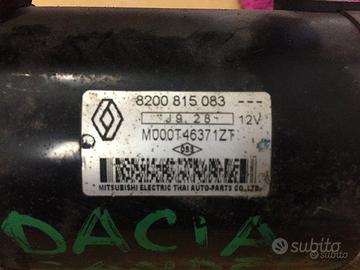 8200 815 083 ---
J9.28 12V
M000T46371ZT
MITSUBISHI ELECTRIC THAI AUTO-PARTS CO.,LTD.
DACIA
subito